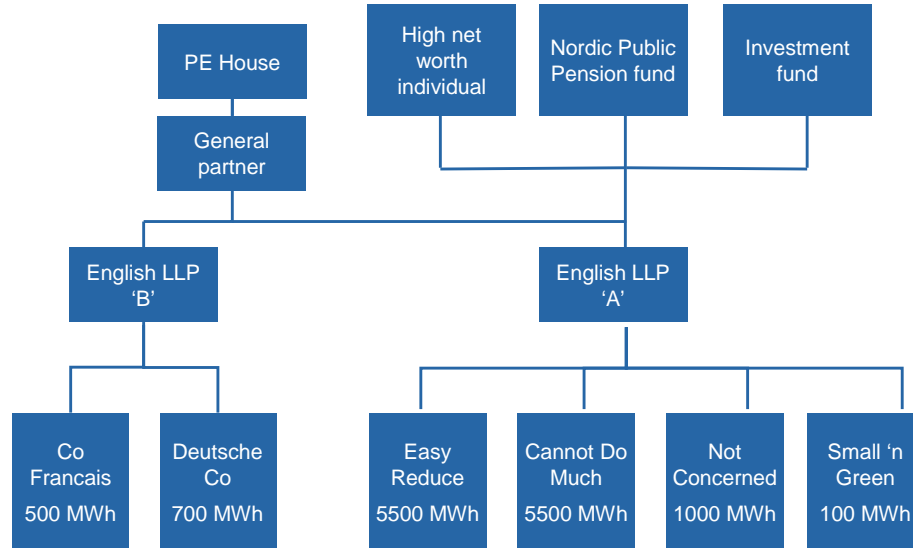 PE House
High net
worth
individual
Nordic Public
Pension fund
Investment
fund
General
partner
English LLP
‘B’
English LLP
‘A’
Co
Francais
500 MWh
Deutsche
Co
700 MWh
Easy
Reduce
5500 MWh
Cannot Do
Much
5500 MWh
Not
Concerned
1000 MWh
Small ‘n
Green
100 MWh